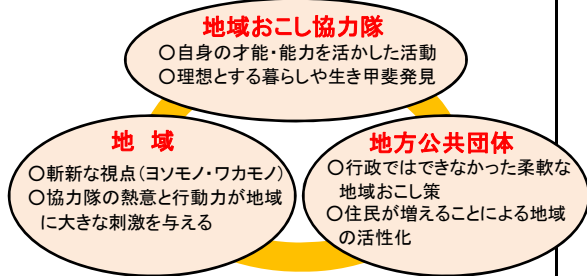 地域おこし協力隊
○自身の才能・能力を活かした活動
○理想とする暮らしや生き甲斐発見
地 域
○斬新な視点(ヨソモノ・ワカモノ)
○協力隊の熱意と行動力が地域
に大きな刺激を与える
地方公共団体
○行政ではできなかった柔軟な
地域おこし策
○住民が増えることによる地域
の活性化